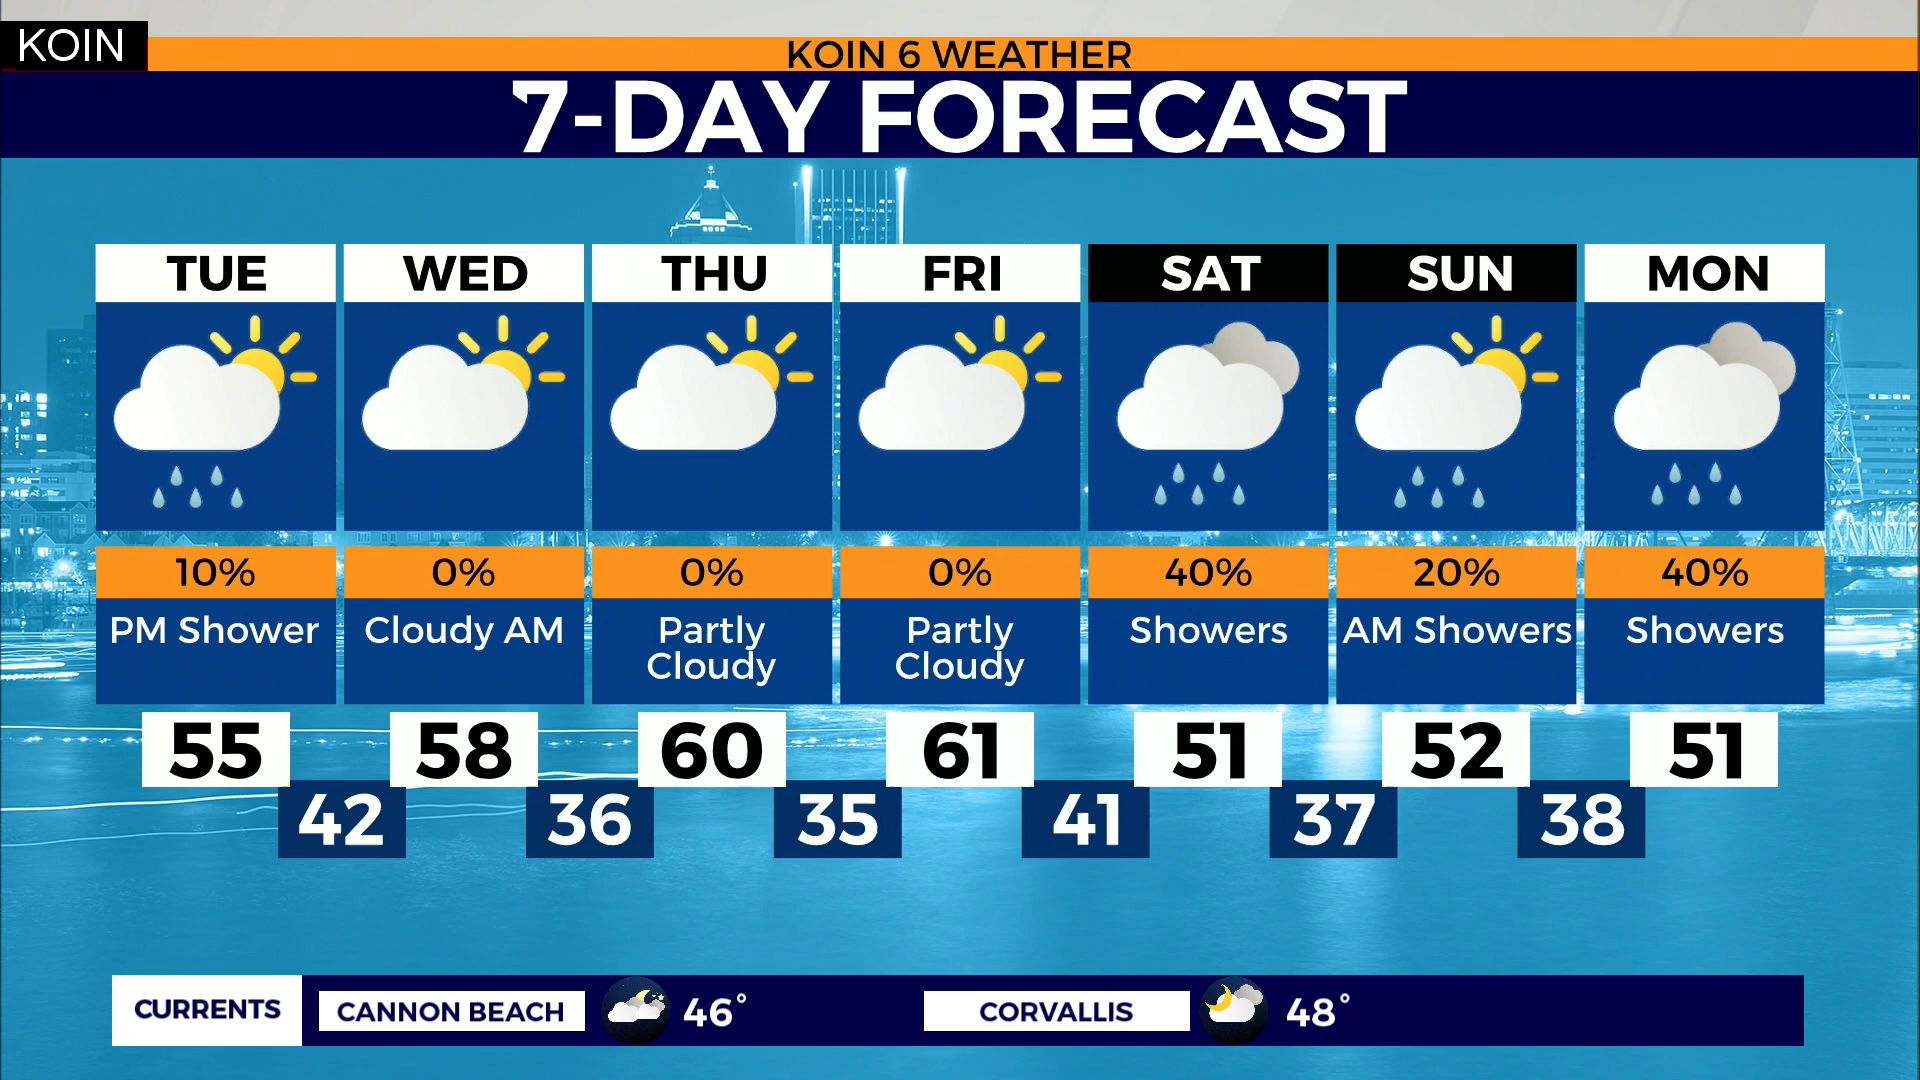 KOIN
KOIN 6 WEATHER
7-DAY FORECAST
TUE WED THU FRI SAT SUN MON
10% 0% 0% 0% 40% 20% 40%
PM Shower Cloudy AM Partly Cloudy Partly Cloudy Showers AM Showers Showers
55 58 60 61 51 52 51
42 36 35 41 37 38
CURRENTS CANNON BEACH 46° CORVALLIS 48°